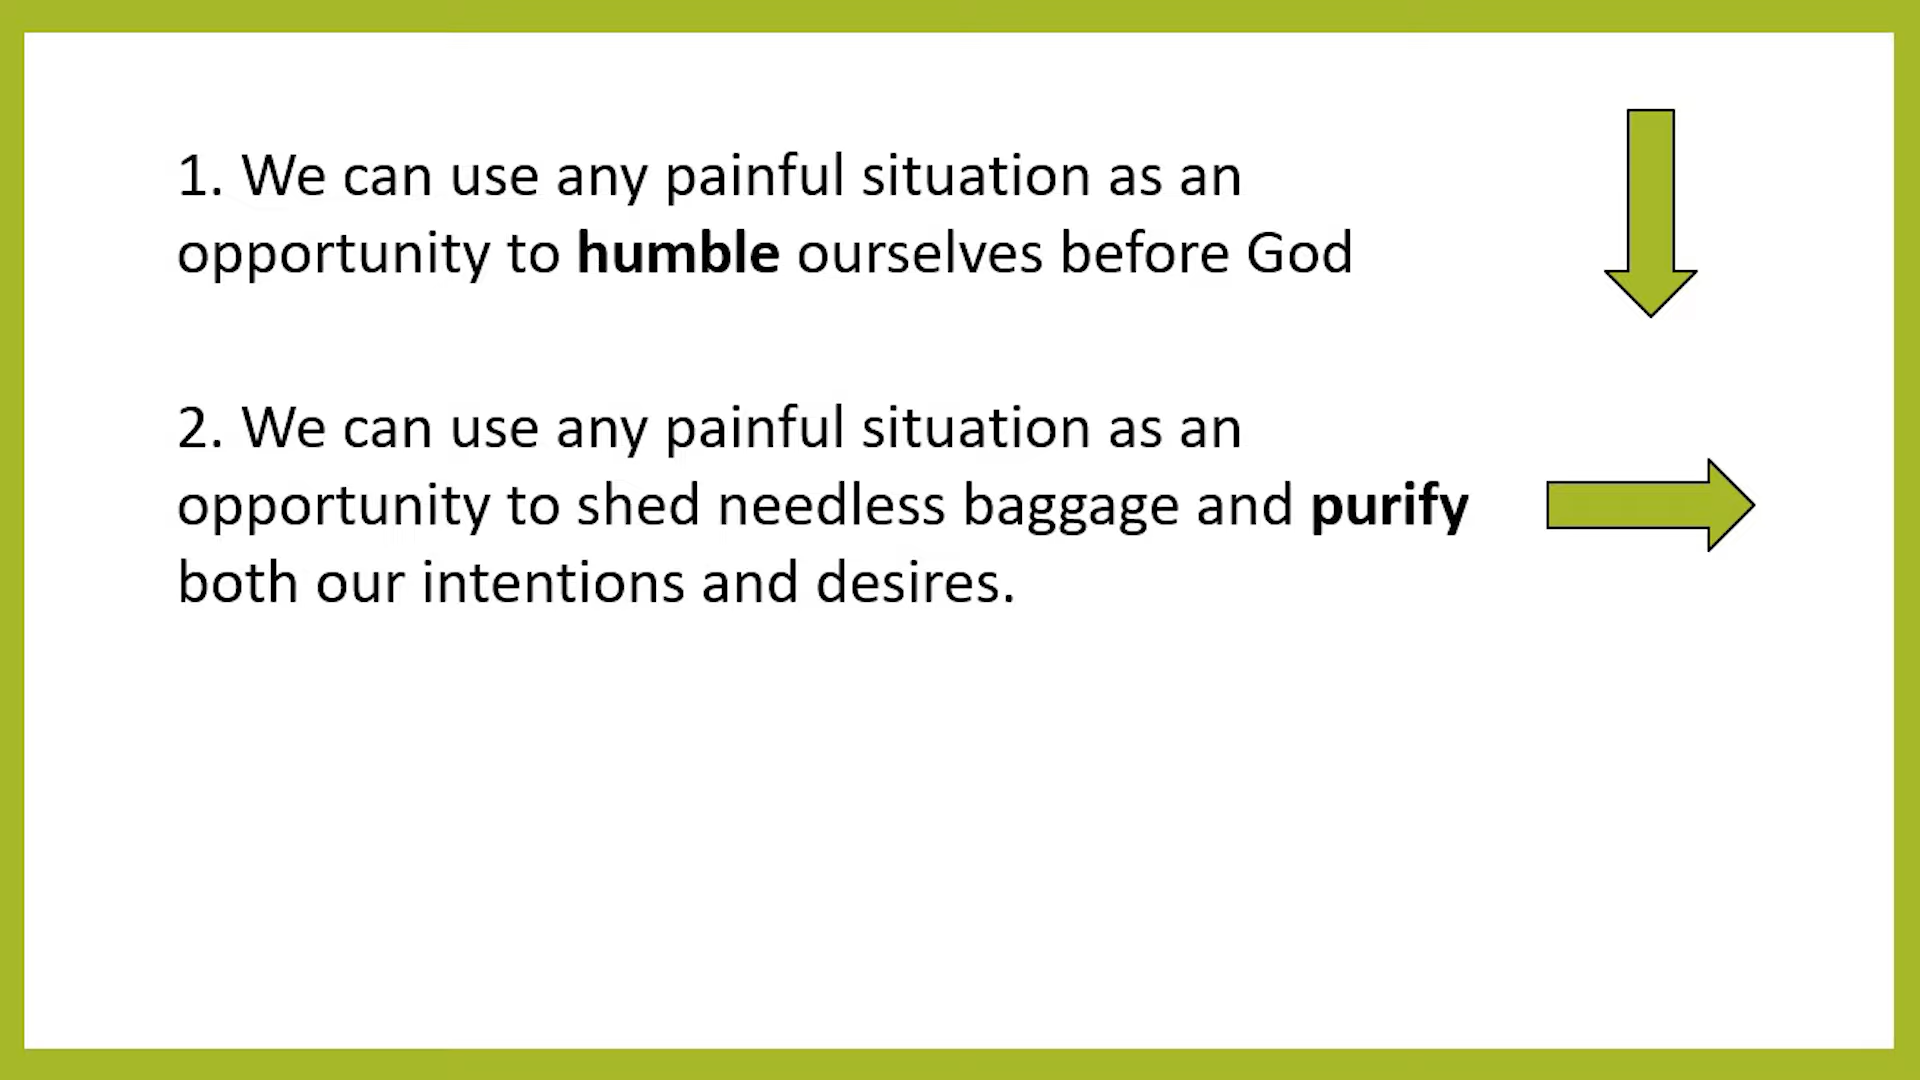 1. We can use any painful situation as an
opportunity to humble ourselves before God
2. We can use any painful situation as an
opportunity to shed needless baggage and purify
both our intentions and desires.